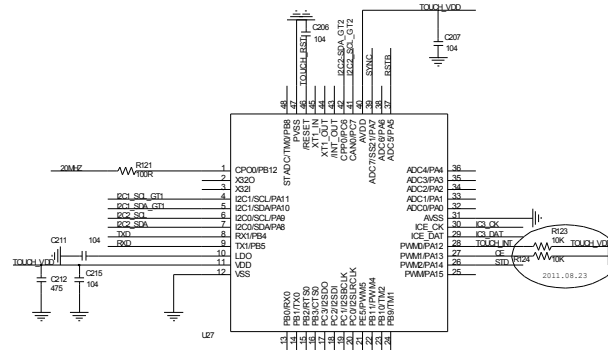 TOUCH_VDD
C206
104
C207
104
TOUCH_RST
I2C2-SDA_GT2
I2C2_SCL_GT2
SYNC
RSTB
48
47
46
45
44
43
42
41
40
39
38
37
STADC/TM0/PB8
PVSS
/RESET
XT1_IN
XT1_OUT
/INT_OUT
CPP0/PC6
CAN0/PC7
AVDD
ADC7/SS21/PA7
ADC6/PA6
ADC5/PA5
20MHZ
R121
100R
1 CPO0/PB12
2 X32O
3 X32I
I2C1_SCL_GT1 4 I2C1/SCL/PA11
I2C1_SDA_GT1 5 I2C1/SDA/PA10
I2C2_SCL 6 I2C0/SCL/PA9
I2C2_SDA 7 I2C0/SDA/PA8
TXD 8 RX1/PB4
RXD 9 TX1/PB5
10 LDO
TOUCH_VDD 11 VDD
12 VSS
C211
104
C212
475
C215
104
ADC4/PA4 36
ADC3/PA3 35
ADC2/PA2 34
ADC1/PA1 33
ADC0/PA0 32
AVSS 31
ICE_CK 30 IC3_CK
ICE_DAT 29 IC3_DAT
PWM0/PA12 28 TOUCH_INT
PWM1/PA13 27 CE
PWM2/PA14 26 STD
PWM/PA15 25
R123
10K
TOUCH_VDD
R124
10K
2011.08.23
U27
PB0/RX0
PB1/TX0
PB2/RTS0
PB3/CTS0
PC3/I2SDO
PC2/I2SDI
PC1/I2SBCLK
PC0/I2SLRCLK
PE5/PWM5
PB11/PWM4
PB10/TM2
PB9/TM1
13
14
15
16
17
18
19
20
21
22
23
24